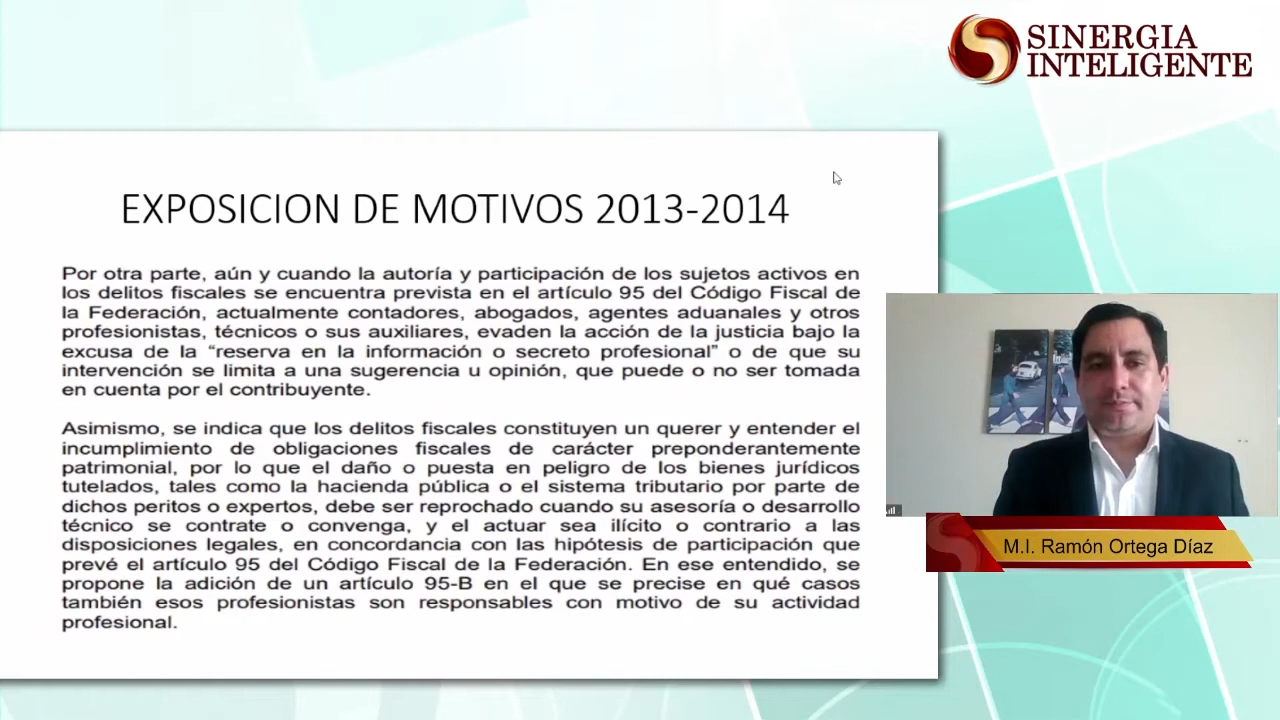 SINERGIA
INTELIGENTE
EXPOSICION DE MOTIVOS 2013-2014
Por otra parte, aún y cuando la autoría y participación de los sujetos activos en
los delitos fiscales se encuentra prevista en el artículo 95 del Código Fiscal de
la Federación, actualmente contadores, abogados, agentes aduanales y otros
profesionistas, técnicos o sus auxiliares, evaden la acción de la justicia bajo la
excusa de la “reserva en la información o secreto profesional” o de que su
intervención se limita a una sugerencia u opinión, que puede o no ser tomada
en cuenta por el contribuyente.
Asimismo, se indica que los delitos fiscales constituyen un querer y entender el
incumplimiento de obligaciones fiscales de carácter preponderantemente
patrimonial, por lo que el daño o puesta en peligro de los bienes jurídicos
tutelados, tales como la hacienda pública o el sistema tributario por parte de
dichos peritos o expertos, debe ser reprochado cuando su asesoría o desarrollo
técnico se contrate o convenga, y el actuar sea ilícito o contrario a las
disposiciones legales, en concordancia con las hipótesis de participación que
prevé el artículo 95 del Código Fiscal de la Federación. En ese entendido, se
propone la adición de un artículo 95-B en el que se precise en qué casos
también esos profesionistas son responsables con motivo de su actividad
profesional.
M.I. Ramón Ortega Díaz